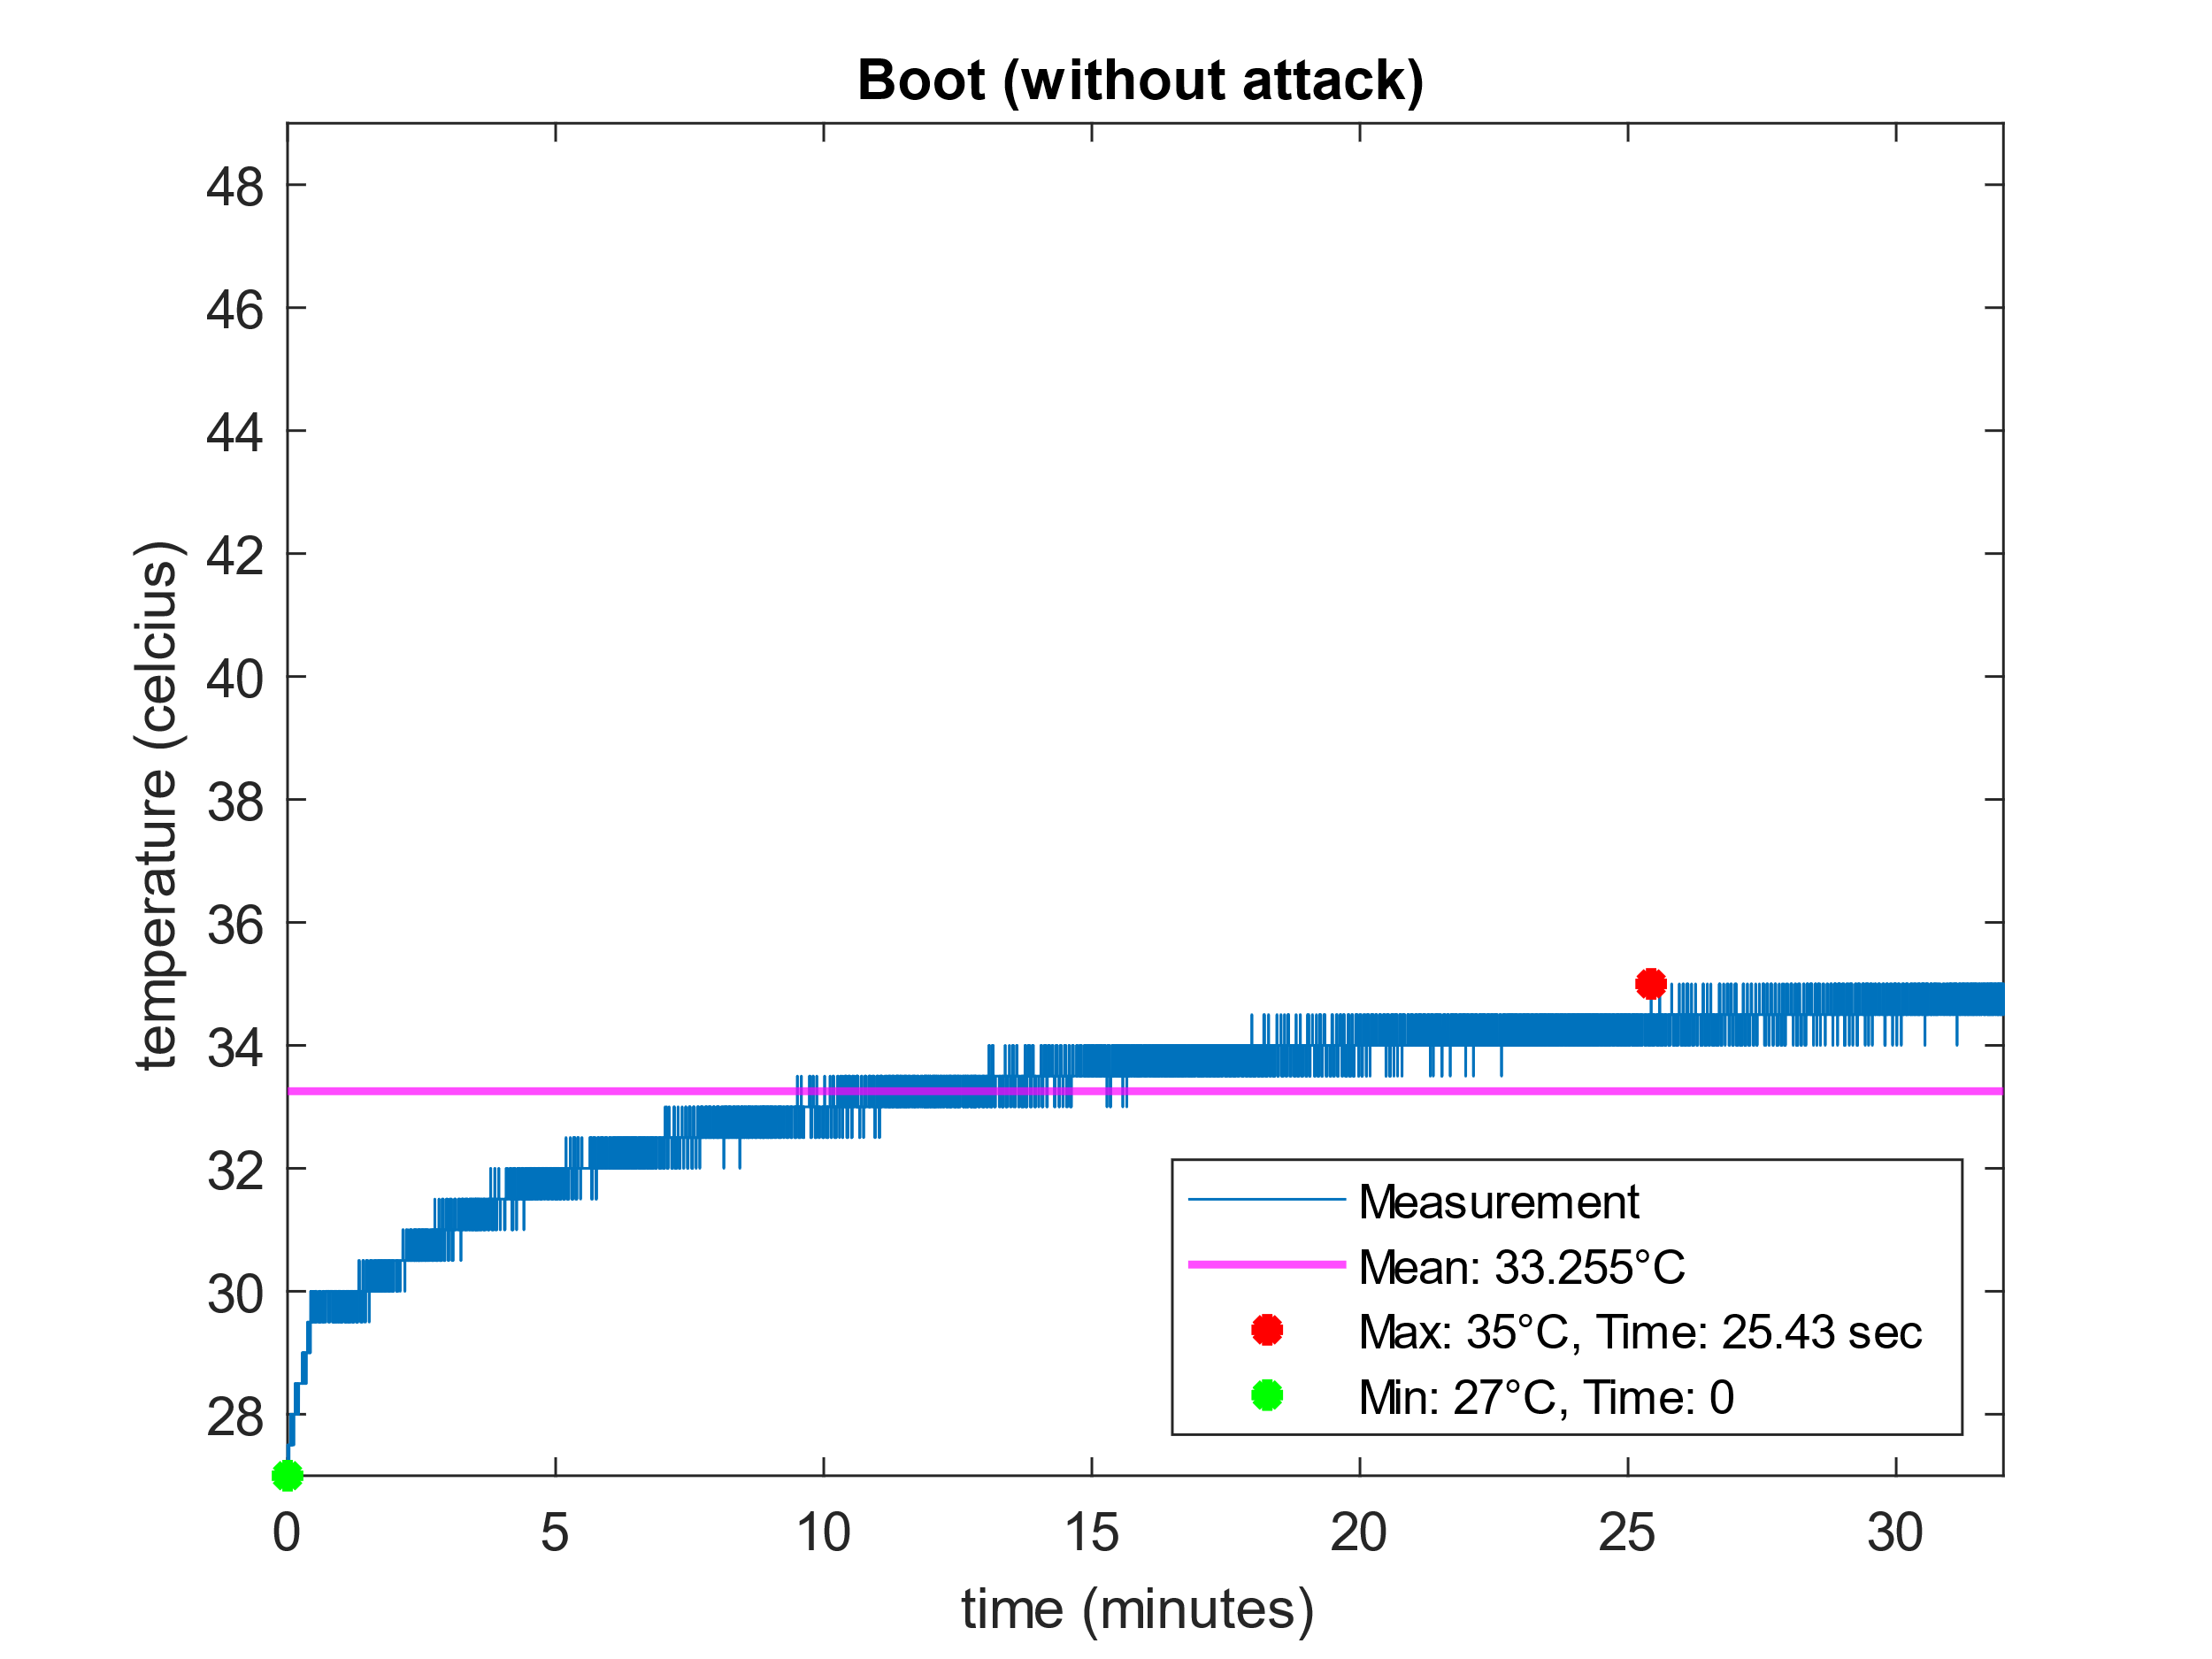 Boot (without attack)
48
46
44
42
40
38
36
34
32
30
28
temperature (celcius)
Measurement
Mean: 33.255°C
Max: 35°C, Time: 25.43 sec
Min: 27°C, Time: 0
0 5 10 15 20 25 30
time (minutes)